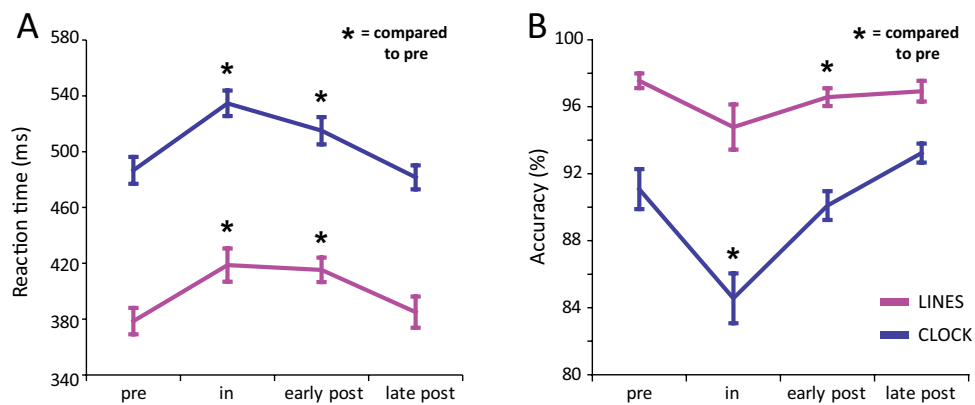 A
Reaction time (ms)
580
540
500
460
420
380
340
* = compared
to pre
*
*
*
*
pre in early post late post
B
Accuracy (%)
100
96
92
88
84
80
* = compared
to pre
*
*
LINES
CLOCK
pre in early post late post